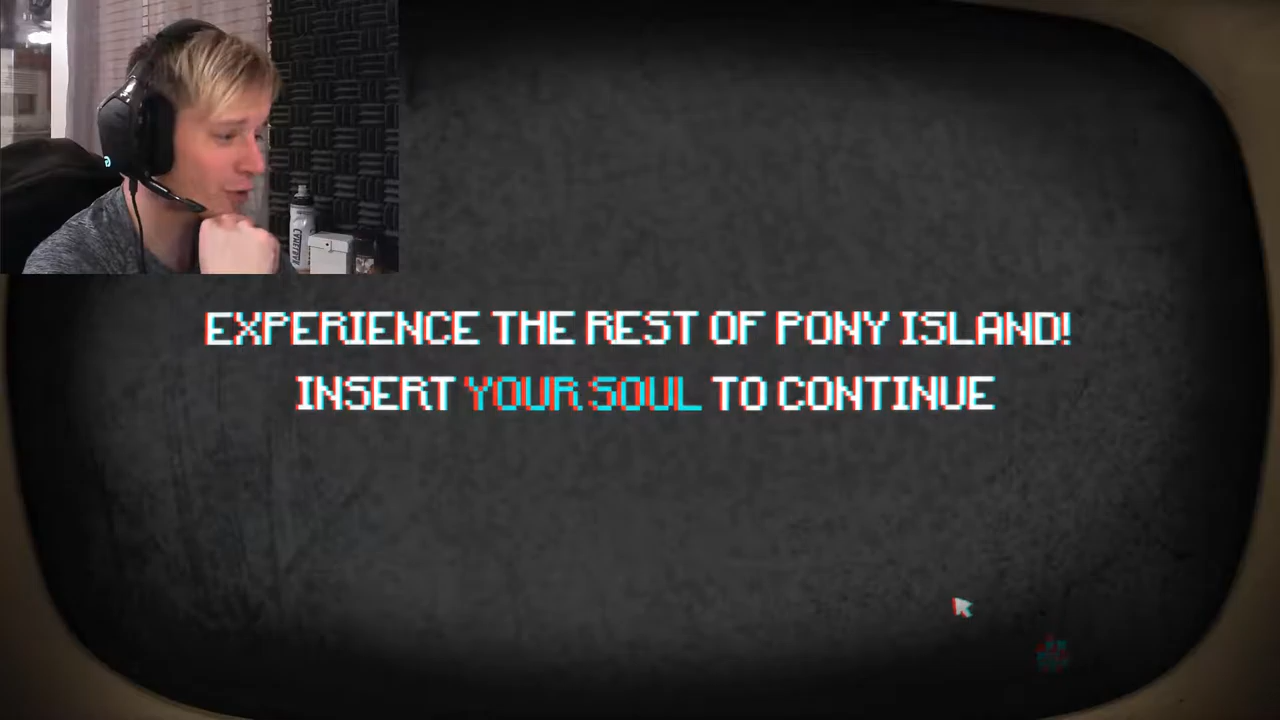 EXPERIENCE THE REST OF PONY ISLAND!
INSERT YOUR SOUL TO CONTINUE